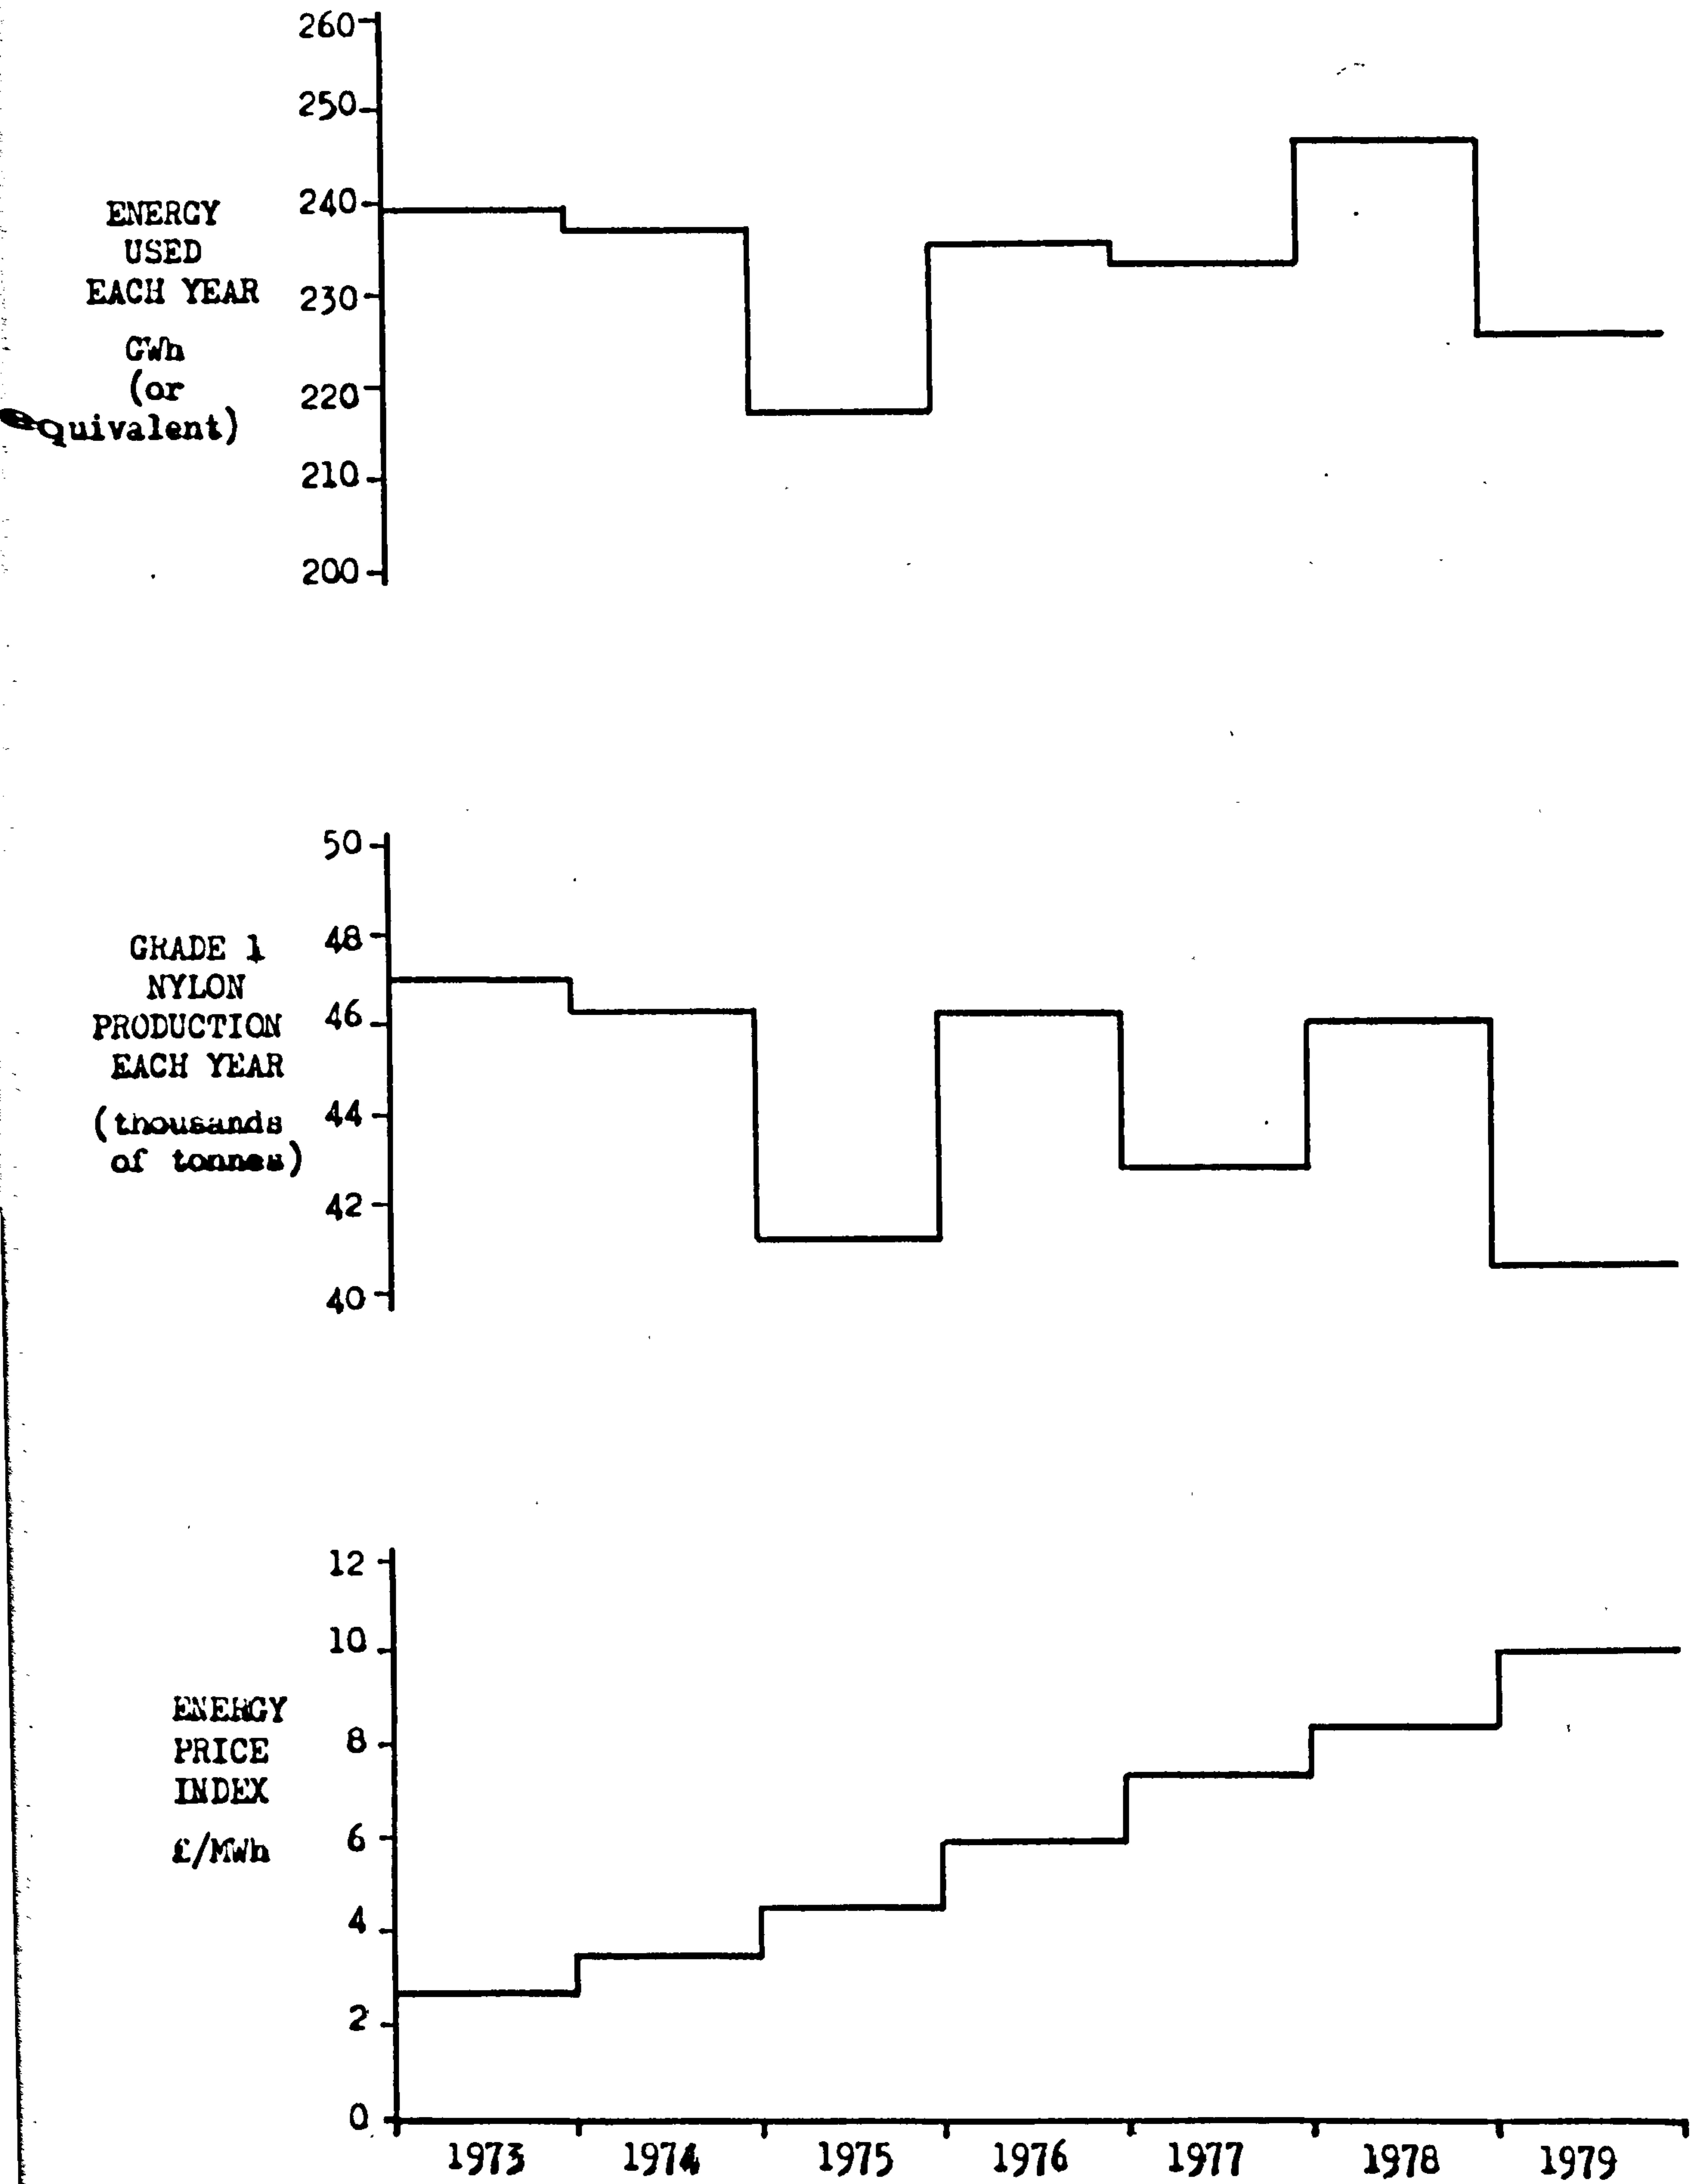 260
250
240
230
220
210
200
ENERGY
USED
EACH YEAR
GWh
(or
equivalent)
50
48
46
44
42
40
GRADE 1
NYLON
PRODUCTION
EACH YEAR
(thousands
of tonnes)
12
10
8
6
4
2
0
ENERGY
PRICE
INDEX
£/MWh
1973 1974 1975 1976 1977 1978 1979